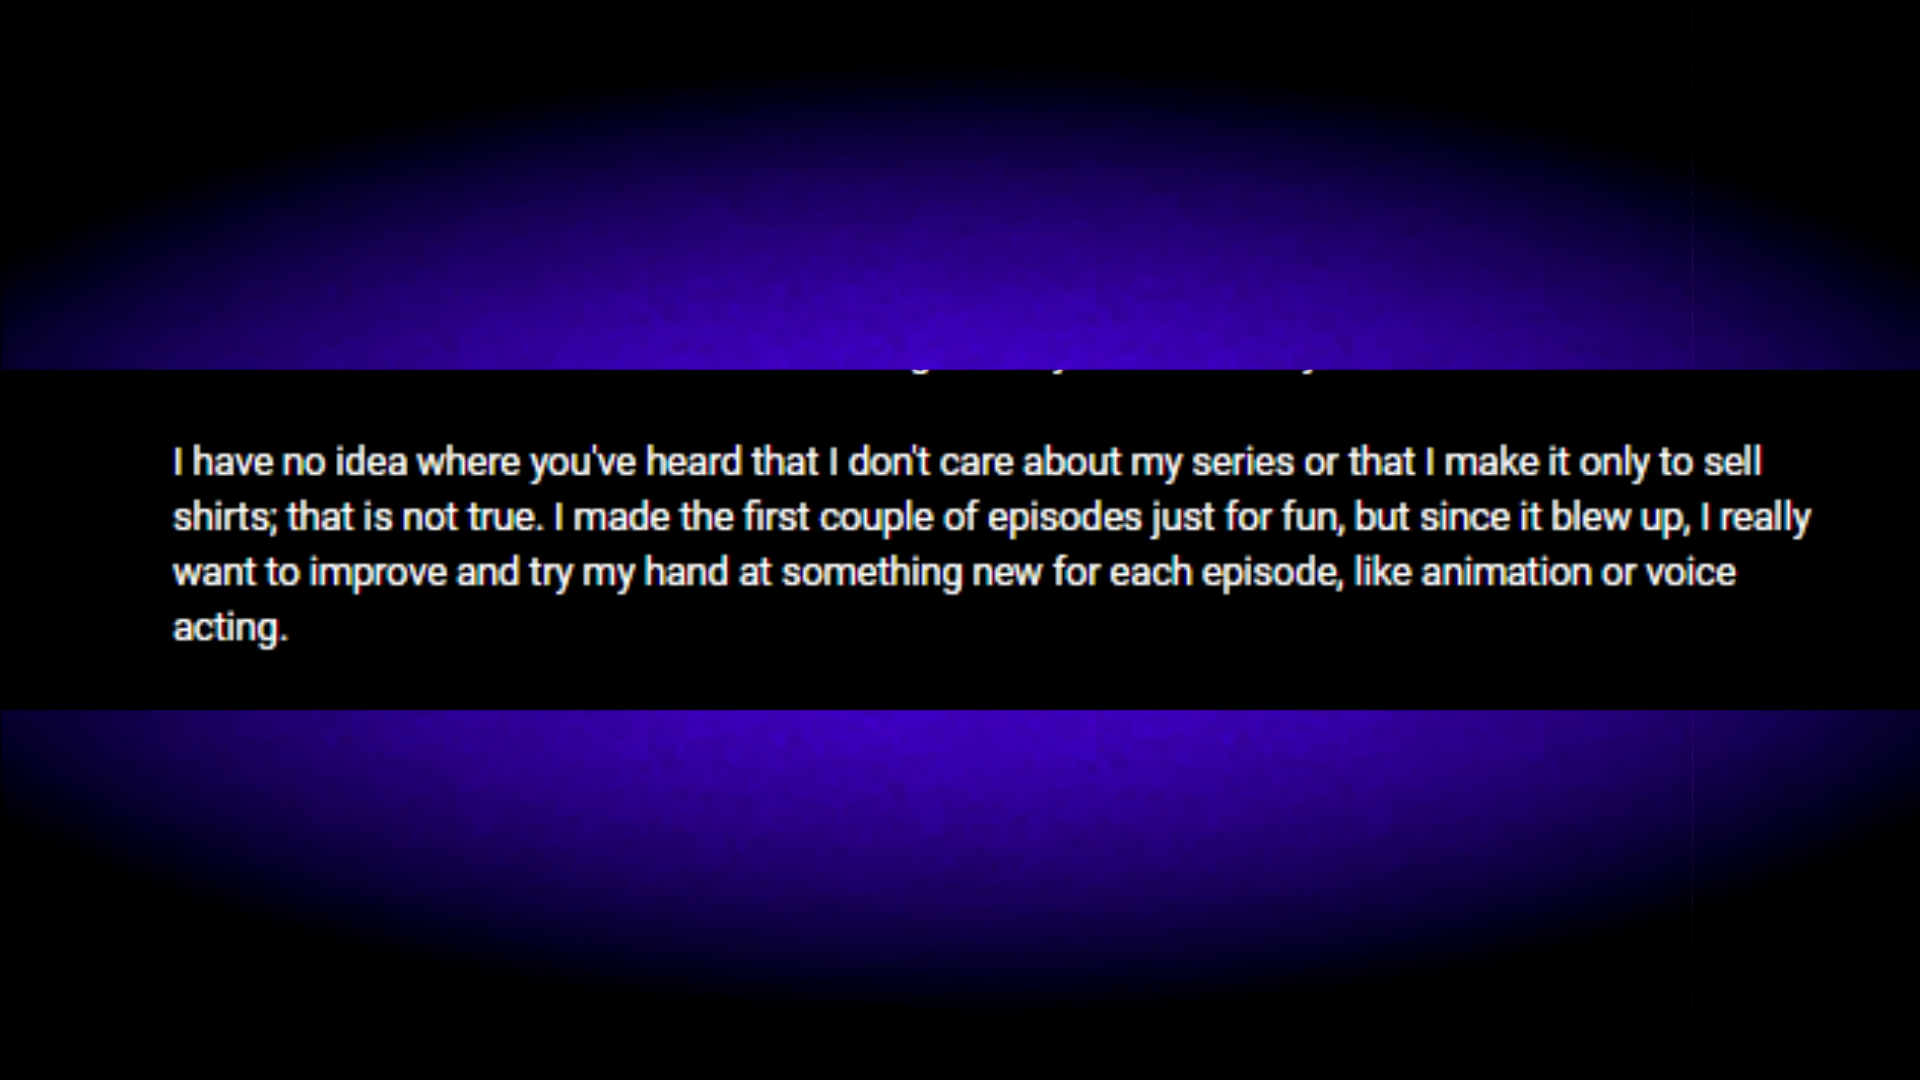 I have no idea where you've heard that I don't care about my series or that I make it only to sell
shirts; that is not true. I made the first couple of episodes just for fun, but since it blew up, I really
want to improve and try my hand at something new for each episode, like animation or voice
acting.